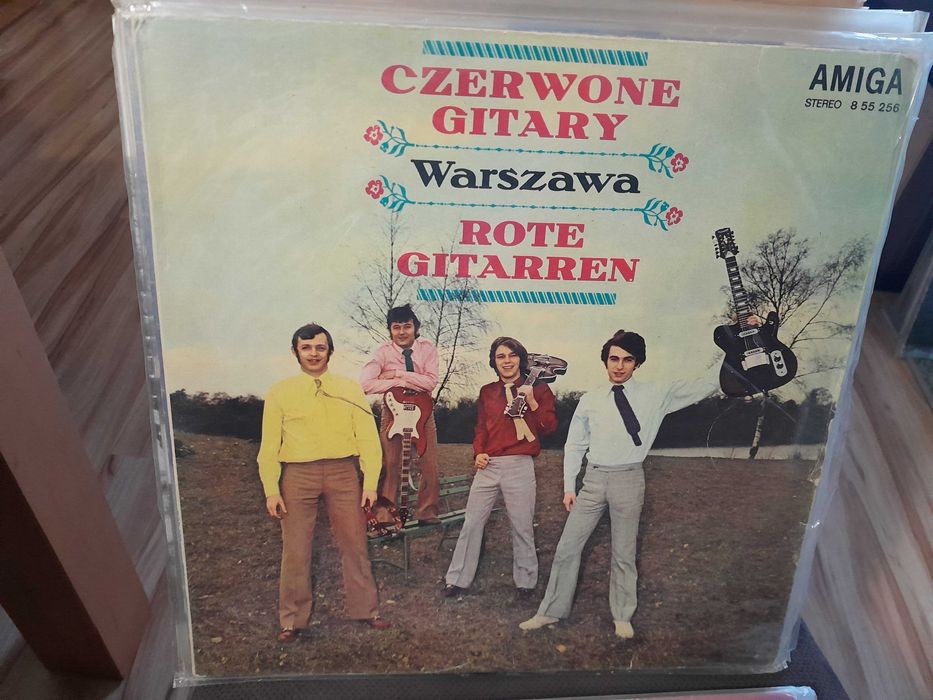 CZERWONE
GITARY
Warszawa
ROTE
GITARREN
AMIGA
STEREO 8 55 256